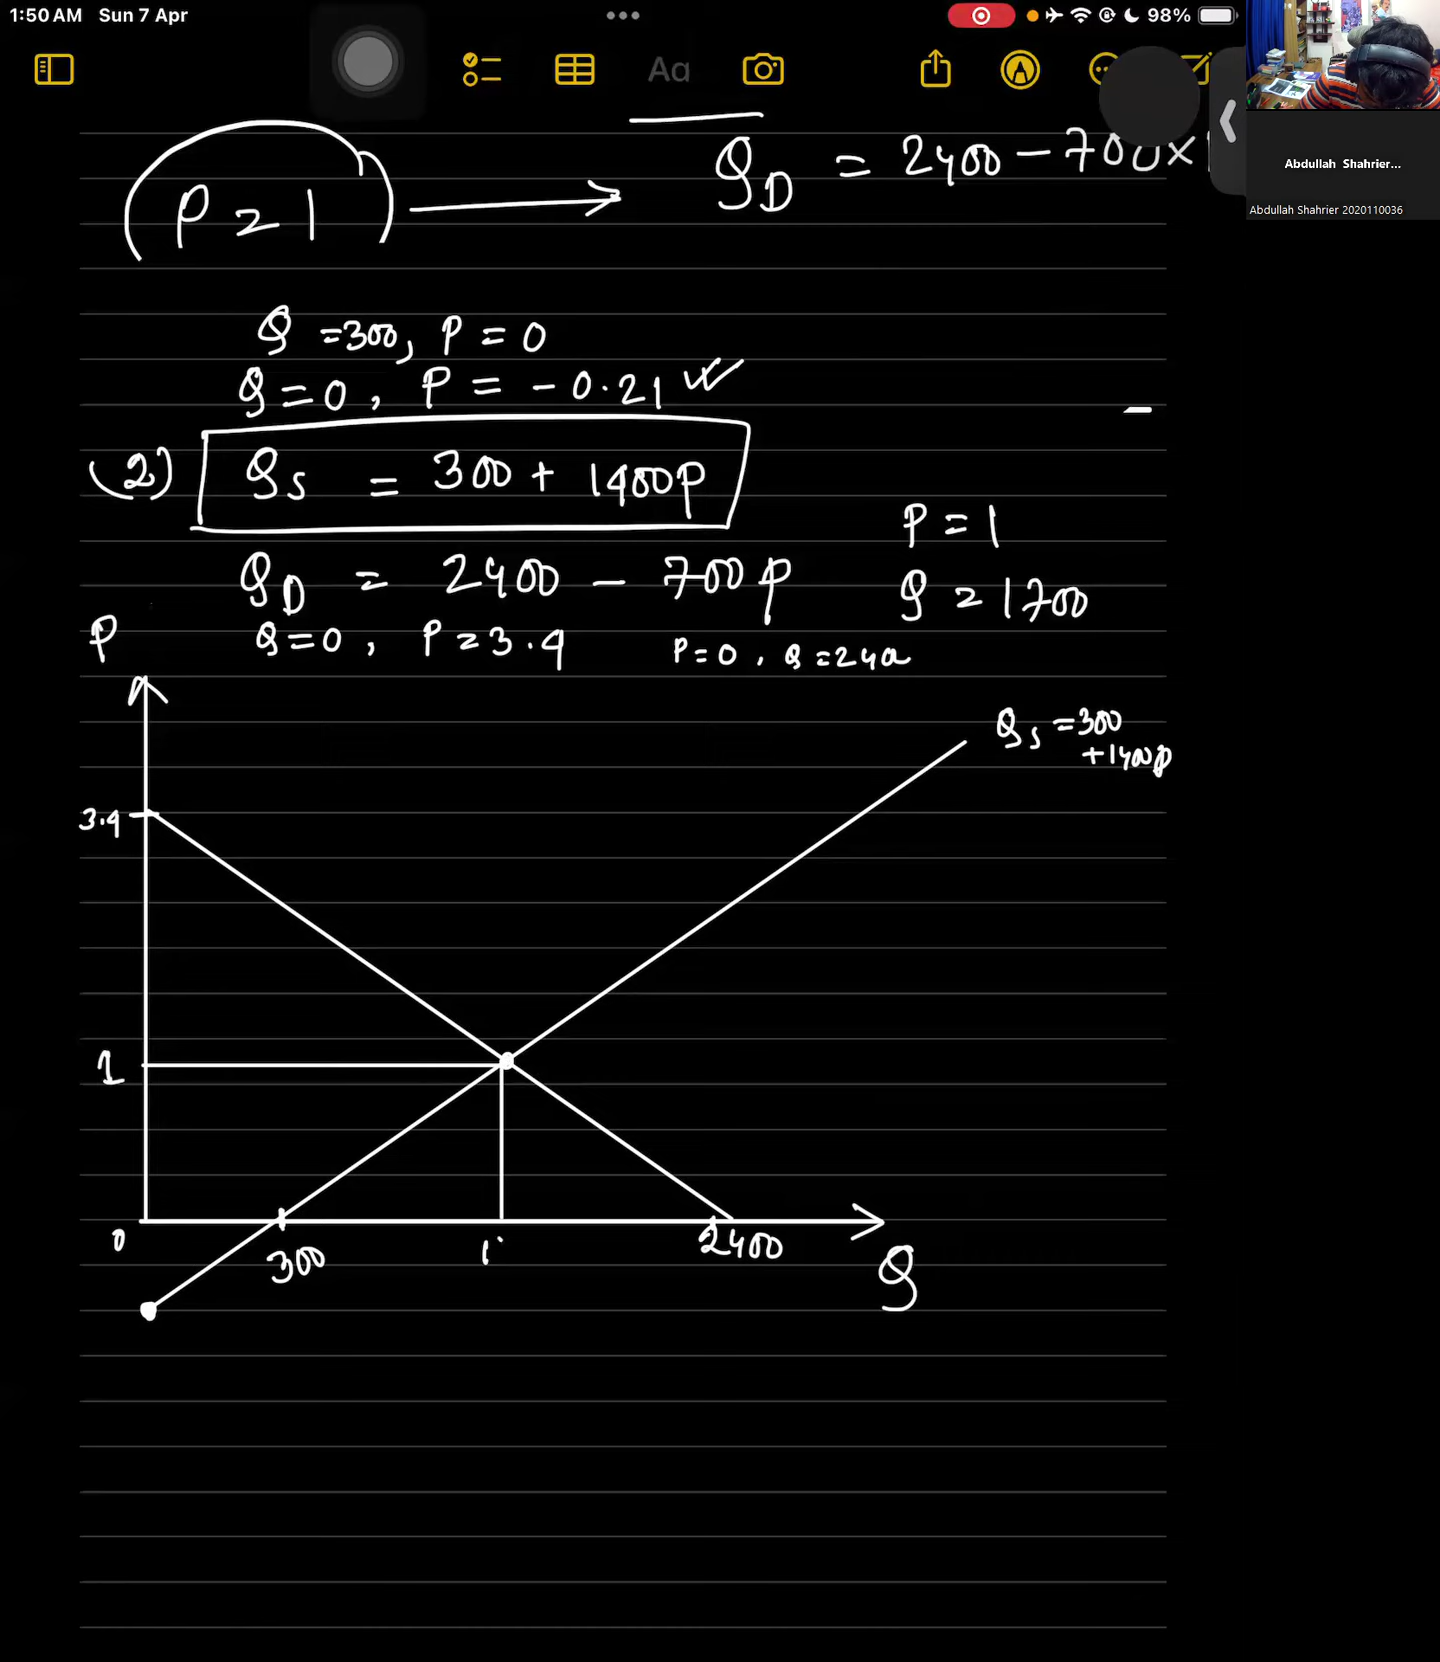 1:50 AM Sun 7 Apr
98%
Aa
Abdullah Shahrier...
Abdullah Shahrier 2020110036
P = 1
Q_D = 2400 - 700×
Q = 300, P = 0
Q = 0, P = -0.21
(2) Q_S = 300 + 1400P
Q_D = 2400 - 700P
P = 1
Q = 1700
Q = 0, P = 3.4
P = 0, Q = 2400
P
Q_S = 300
+1400P
3.4
1
0
300
1
2400
Q